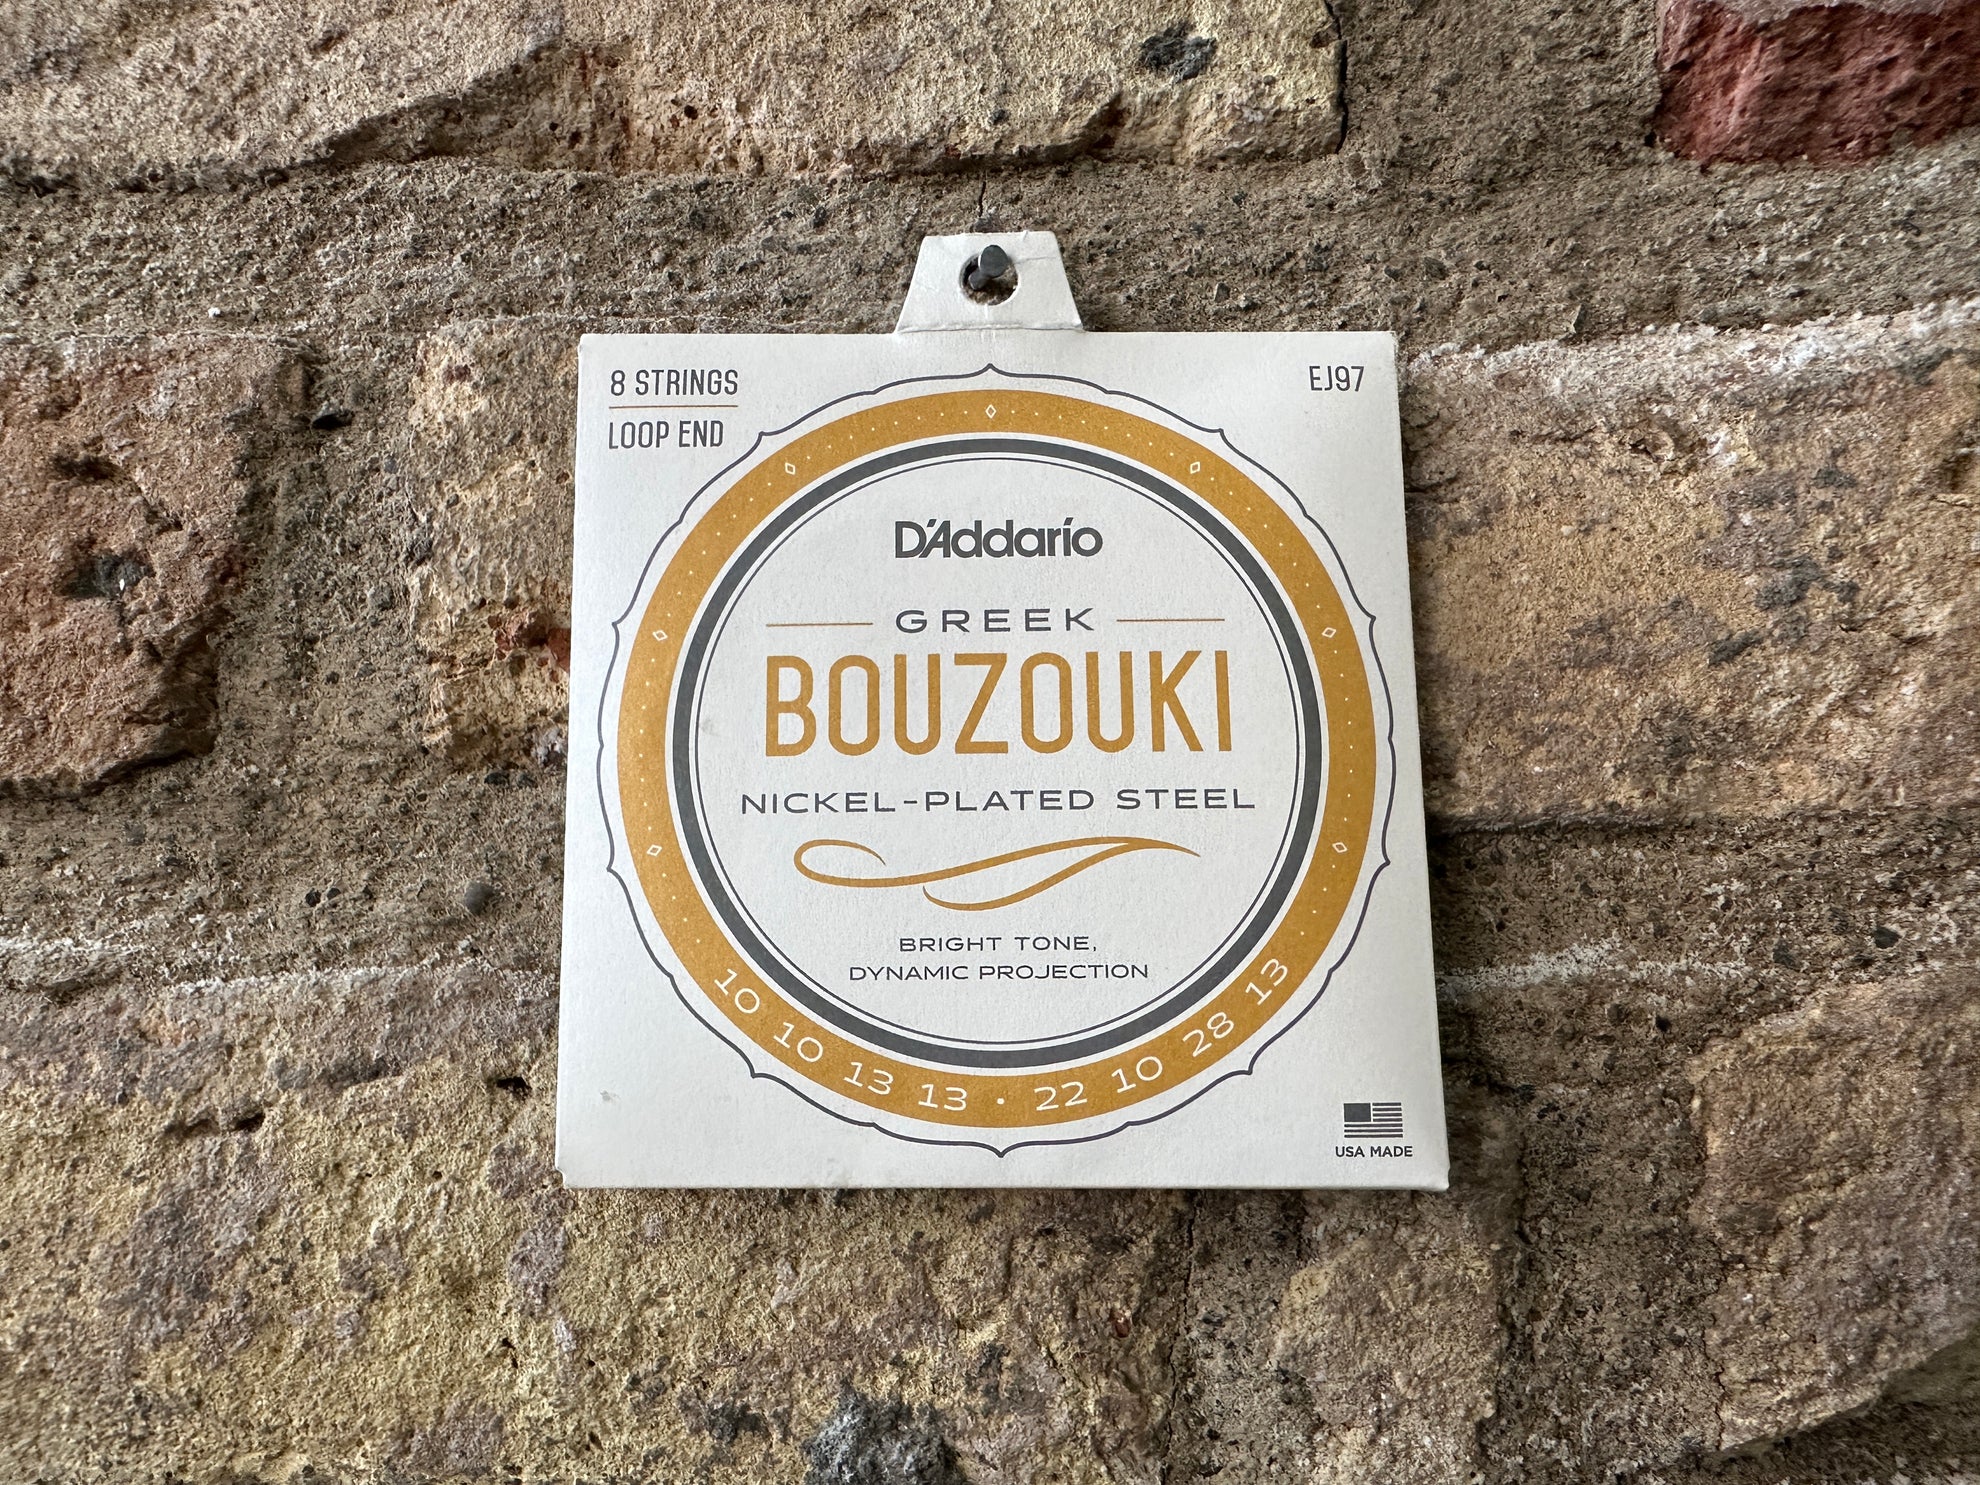 8 STRINGS
LOOP END
EJ97
D'Addario
GREEK
BOUZOUKI
NICKEL-PLATED STEEL
BRIGHT TONE,
DYNAMIC PROJECTION
10 10 13 13 • 22 10 28 13
USA MADE